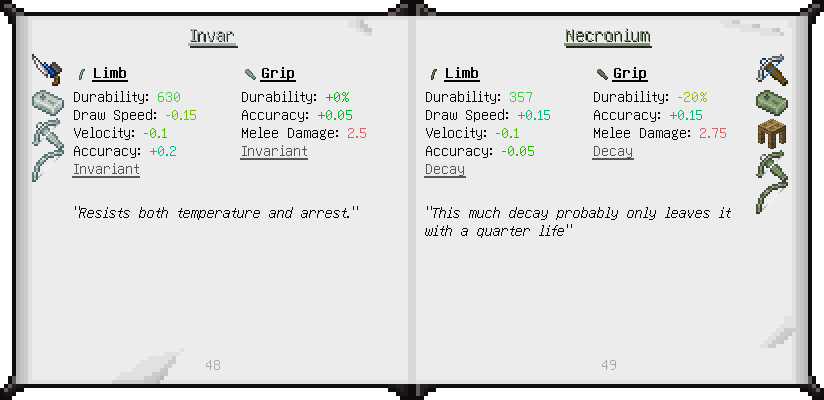 Invar
Limb
Durability: 630
Draw Speed: -0.15
Velocity: -0.1
Accuracy: +0.2
Invariant
Grip
Durability: +0%
Accuracy: +0.05
Melee Damage: 2.5
Invariant
"Resists both temperature and arrest."
48
Necronium
Limb
Durability: 357
Draw Speed: +0.15
Velocity: -0.1
Accuracy: -0.05
Decay
Grip
Durability: -20%
Accuracy: +0.15
Melee Damage: 2.75
Decay
"This much decay probably only leaves it
with a quarter life"
49